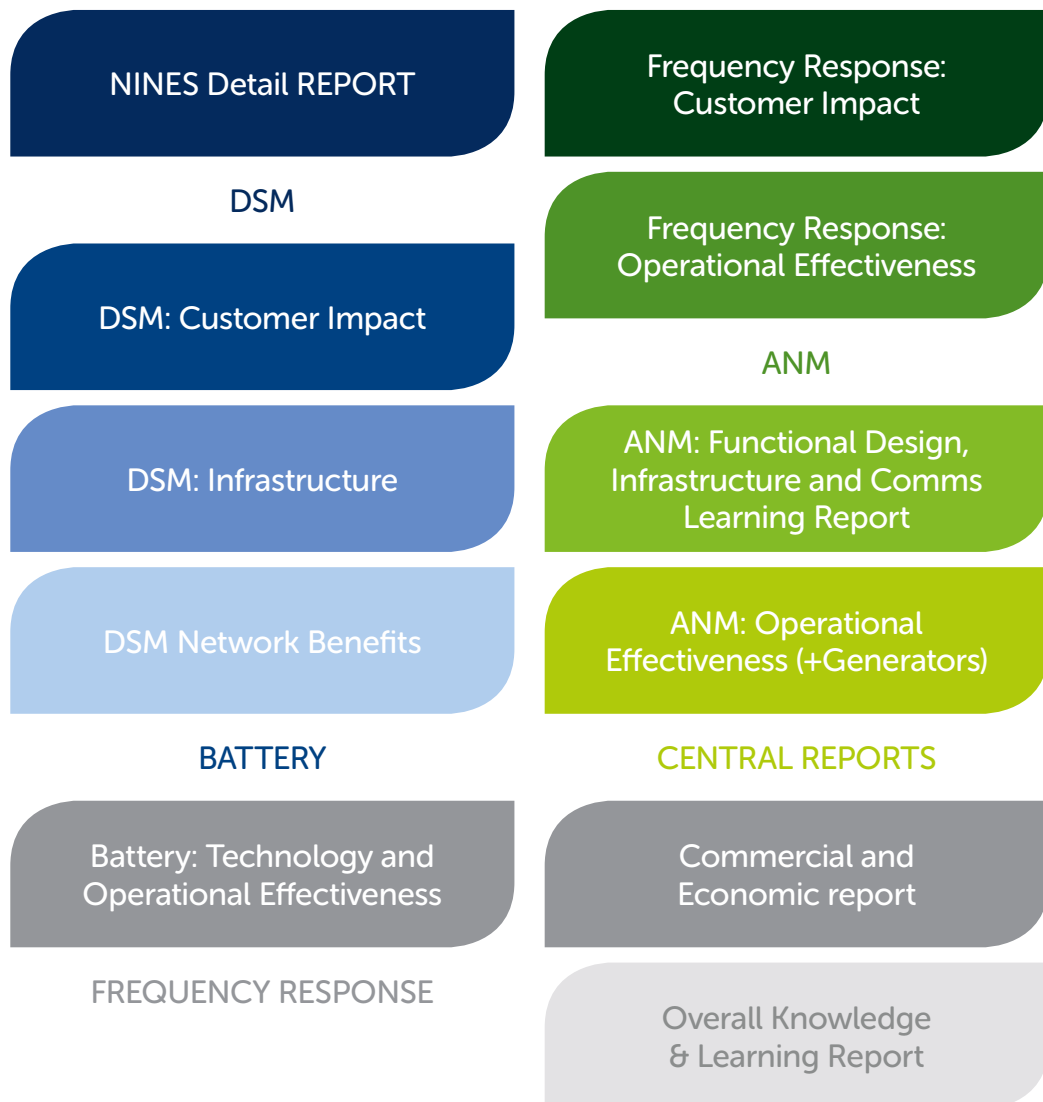 NINES Detail REPORT
DSM
DSM: Customer Impact
DSM: Infrastructure
DSM Network Benefits
BATTERY
Battery: Technology and
Operational Effectiveness
FREQUENCY RESPONSE
Frequency Response:
Customer Impact
Frequency Response:
Operational Effectiveness
ANM
ANM: Functional Design,
Infrastructure and Comms
Learning Report
ANM: Operational
Effectiveness (+Generators)
CENTRAL REPORTS
Commercial and
Economic report
Overall Knowledge
& Learning Report